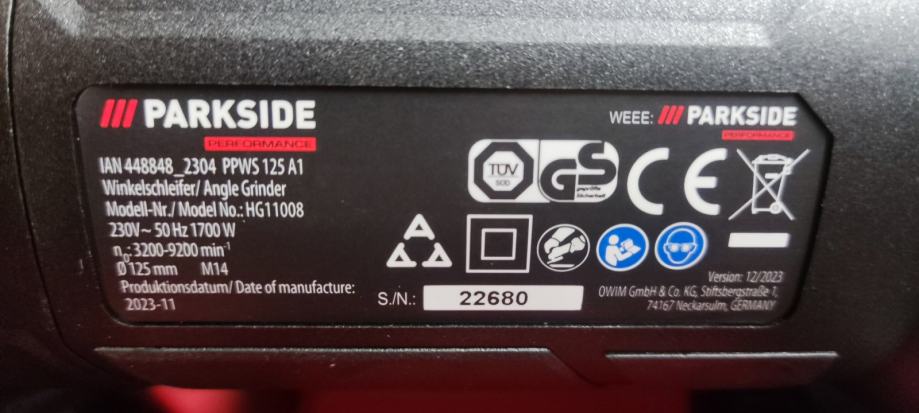 PARKSIDE
PERFORMANCE
IAN 448848_2304 PPWS 125 A1
Winkelschleifer/ Angle Grinder
Modell-Nr./ Model No.: HG11008
230V~ 50 Hz 1700 W
n₀: 3200-9200 min⁻¹
Ø 125 mm M14
Produktionsdatum/ Date of manufacture:
2023-11
WEEE: PARKSIDE
PERFORMANCE
TÜV
SÜD
GS
geprüfte
Sicherheit
CE
S./N.: 22680
Version: 12/2023
OWIM GmbH & Co. KG, Stiftsbergstraße 1,
74167 Neckarsulm, GERMANY